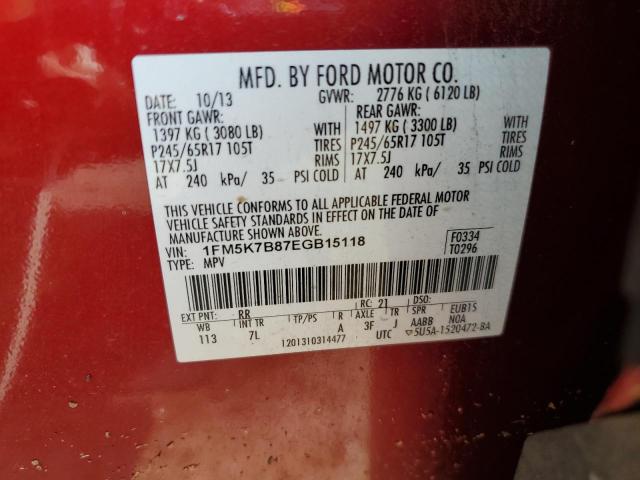 MFD. BY FORD MOTOR CO.
DATE: 10/13 GVWR: 2776 KG ( 6120 LB)
FRONT GAWR: REAR GAWR:
1397 KG ( 3080 LB) WITH 1497 KG ( 3300 LB) WITH
P245/65R17 105T TIRES P245/65R17 105T TIRES
17X7.5J RIMS 17X7.5J RIMS
AT 240 kPa/ 35 PSI COLD AT 240 kPa/ 35 PSI COLD
THIS VEHICLE CONFORMS TO ALL APPLICABLE FEDERAL MOTOR
VEHICLE SAFETY STANDARDS IN EFFECT ON THE DATE OF
MANUFACTURE SHOWN ABOVE.
VIN: 1FM5K7B87EGB15118 F0334
TYPE: MPV T0296
EXT PNT: RR RC: 21 DSO:
WB INT TR TP/PS R AXLE TR SPR EUB1S
113 7L A 3F J AABB NOA
1201310314477 UTC 5U5A-1520472-BA